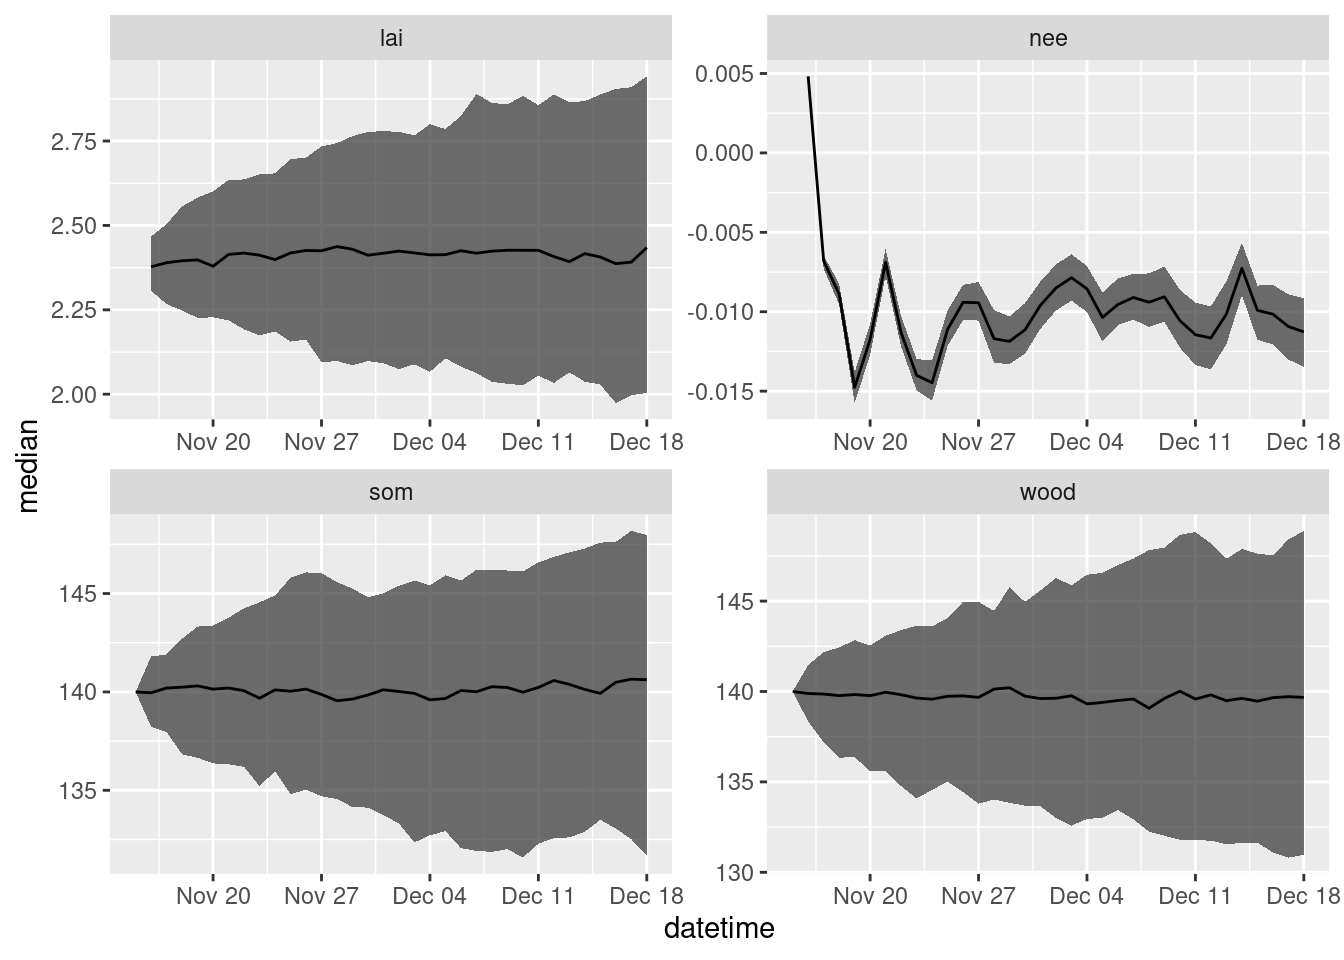 lai
nee
2.75
2.50
2.25
2.00
0.005
0.000
-0.005
-0.010
-0.015
Nov 20 Nov 27 Dec 04 Dec 11 Dec 18
Nov 20 Nov 27 Dec 04 Dec 11 Dec 18
median
som
wood
145
140
135
145
140
135
130
Nov 20 Nov 27 Dec 04 Dec 11 Dec 18
Nov 20 Nov 27 Dec 04 Dec 11 Dec 18
datetime